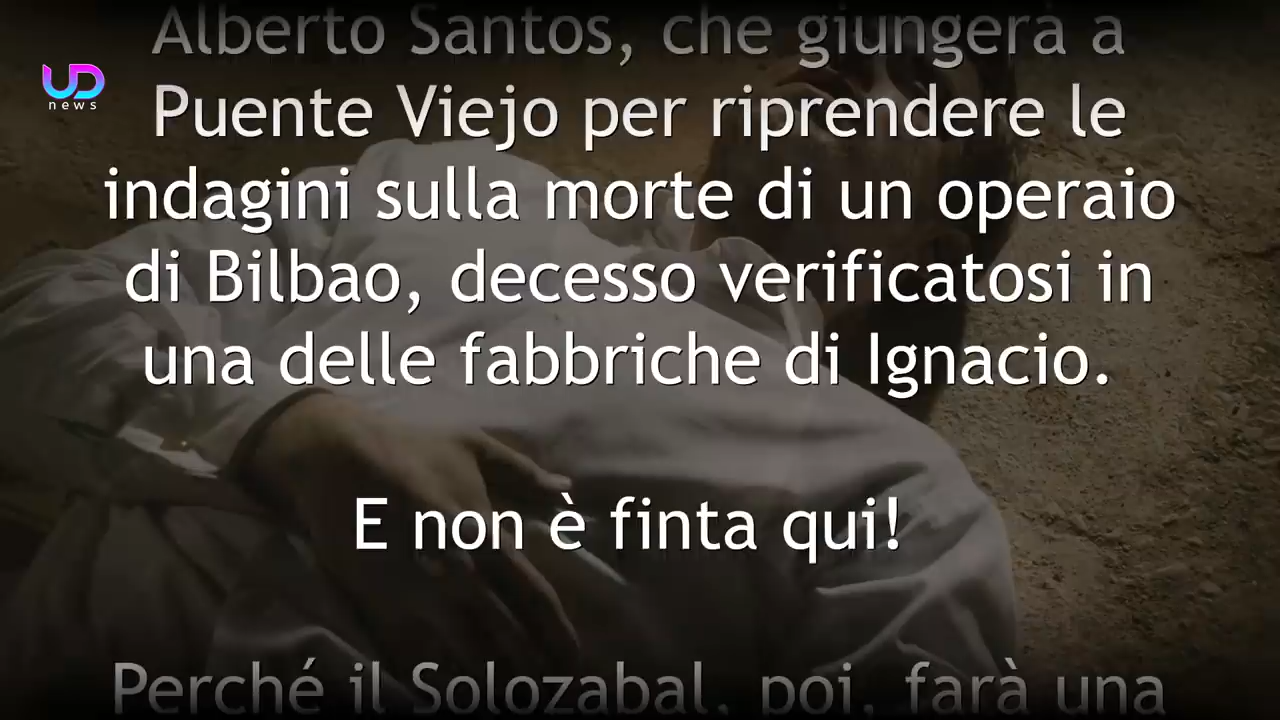 Alberto Santos, che giungerà a
UD
news
Puente Viejo per riprendere le
indagini sulla morte di un operaio
di Bilbao, decesso verificatosi in
una delle fabbriche di Ignacio.
E non è finta qui!
Perché il Solozabal, poi, farà una